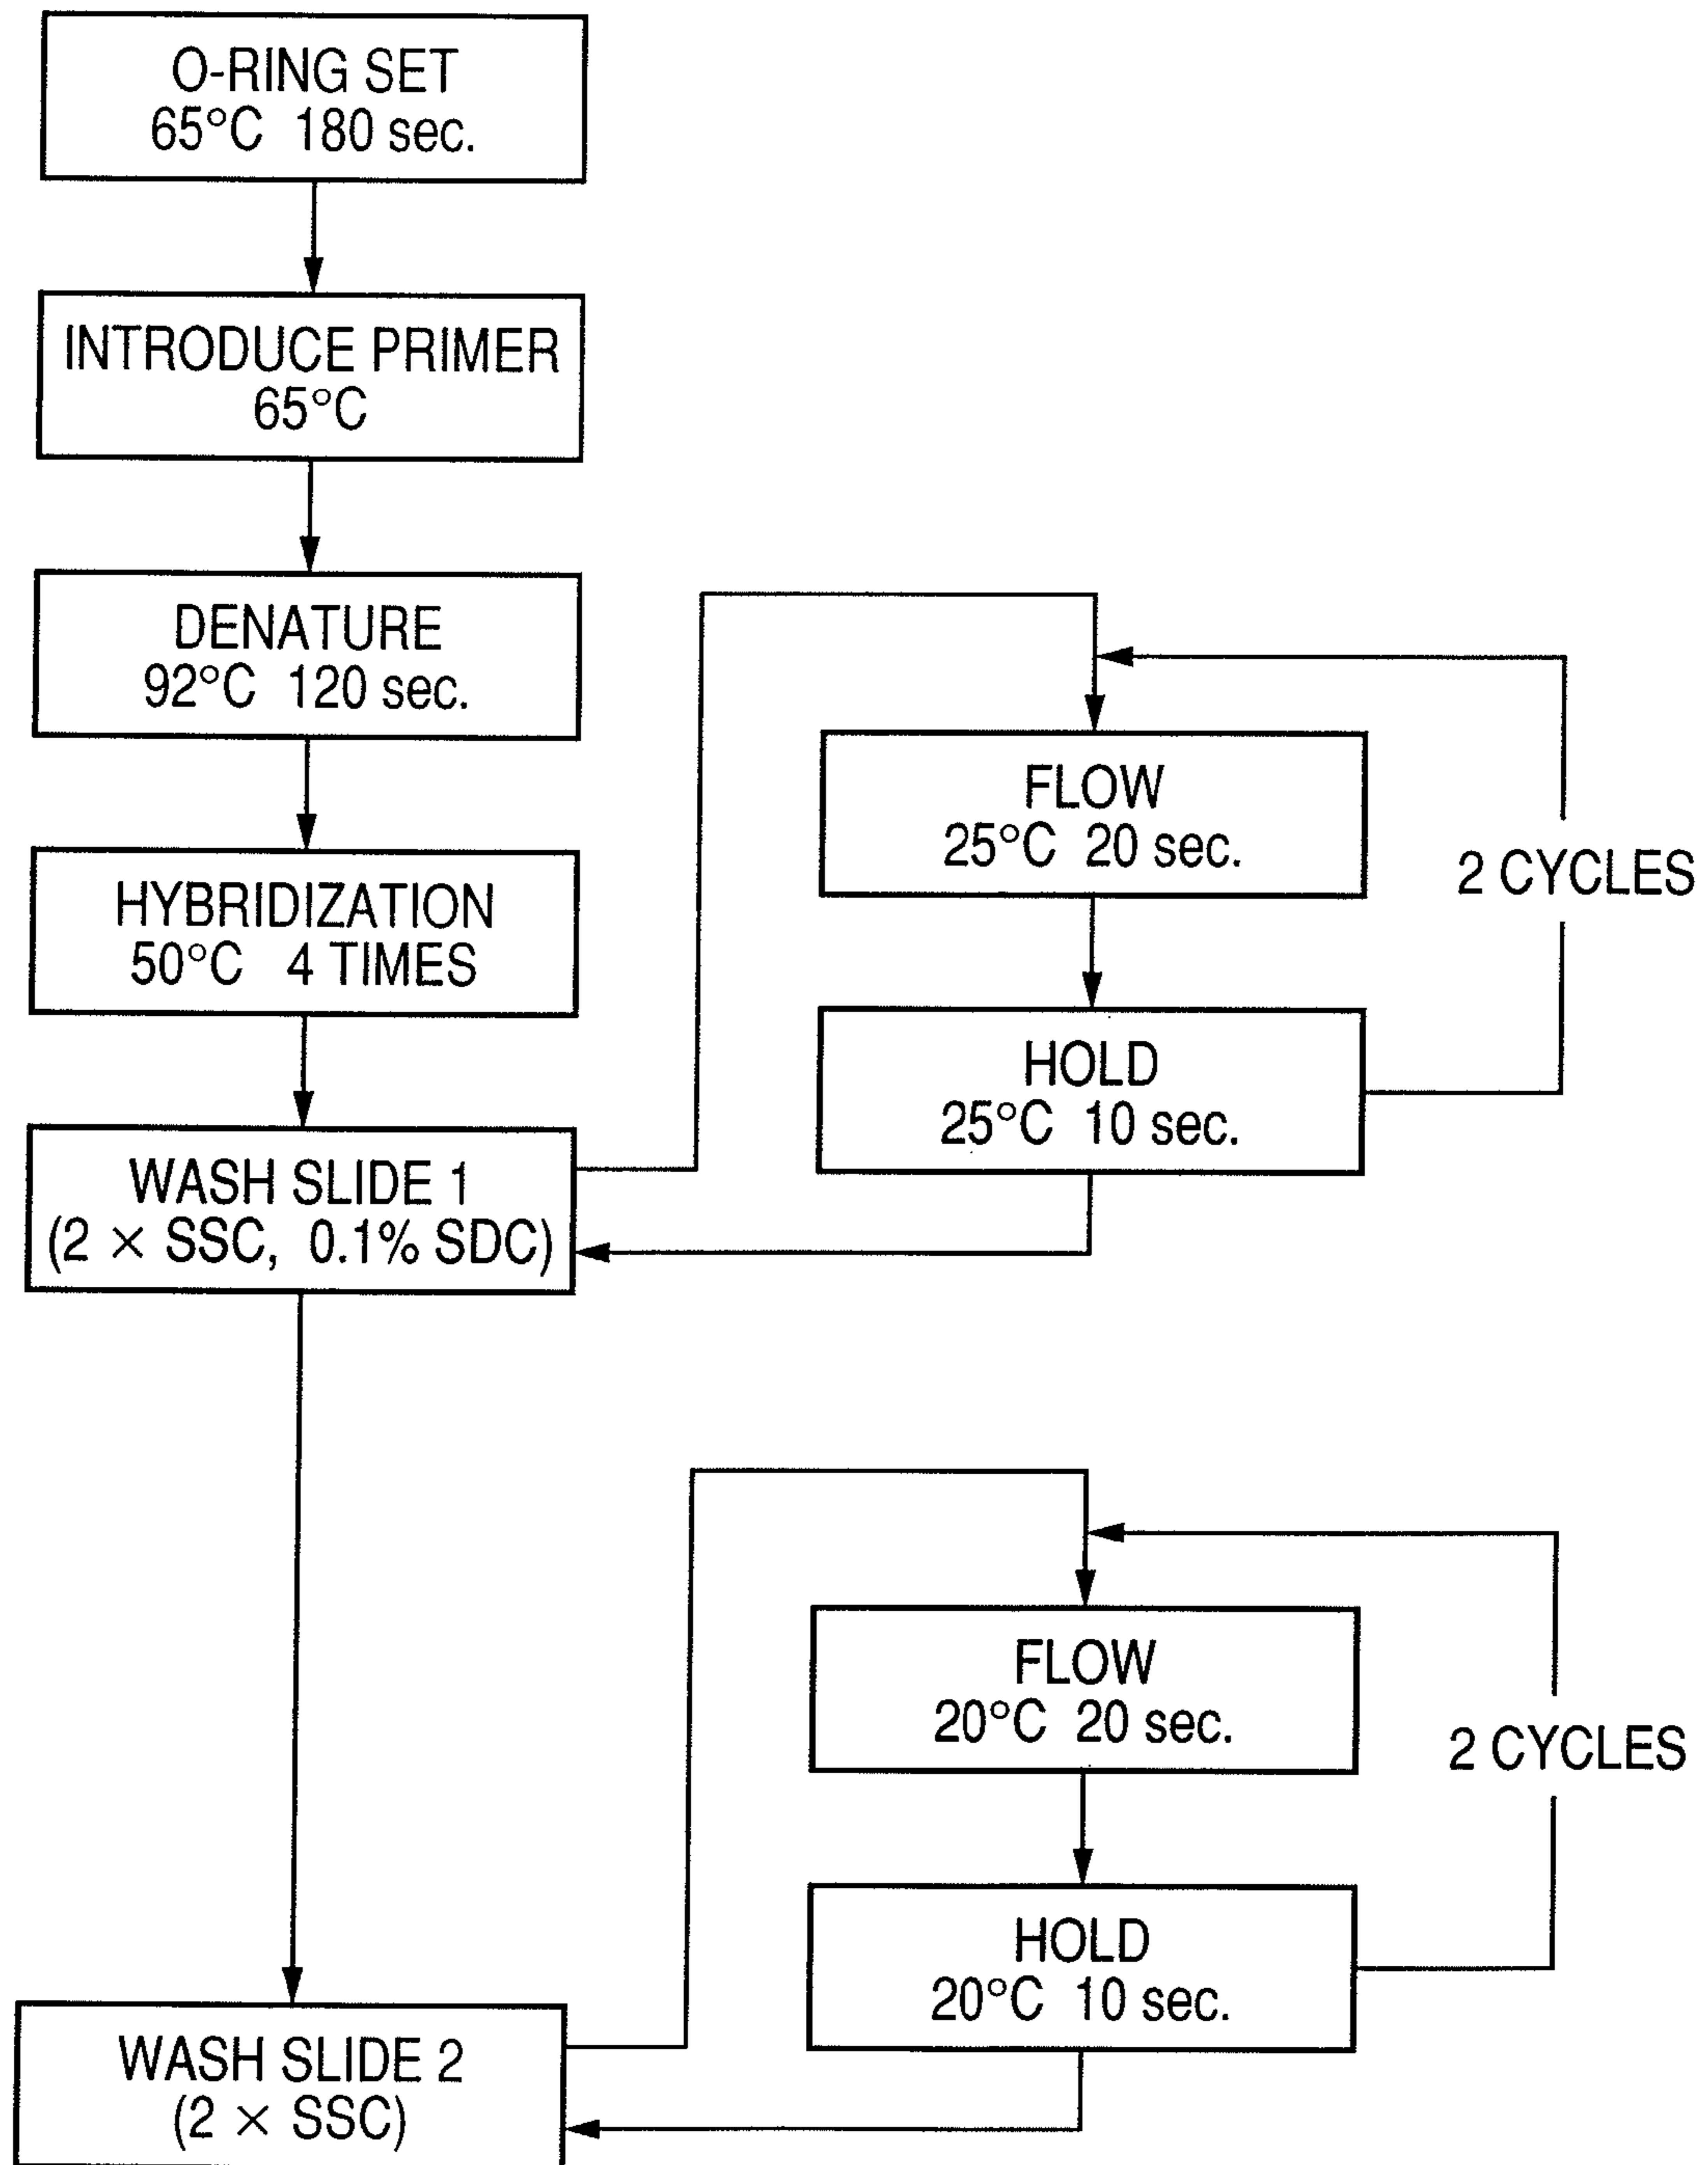 O-RING SET
65°C 180 sec.
INTRODUCE PRIMER
65°C
DENATURE
92°C 120 sec.
HYBRIDIZATION
50°C 4 TIMES
WASH SLIDE 1
(2 × SSC, 0.1% SDC)
FLOW
25°C 20 sec.
HOLD
25°C 10 sec.
2 CYCLES
WASH SLIDE 2
(2 × SSC)
FLOW
20°C 20 sec.
HOLD
20°C 10 sec.
2 CYCLES